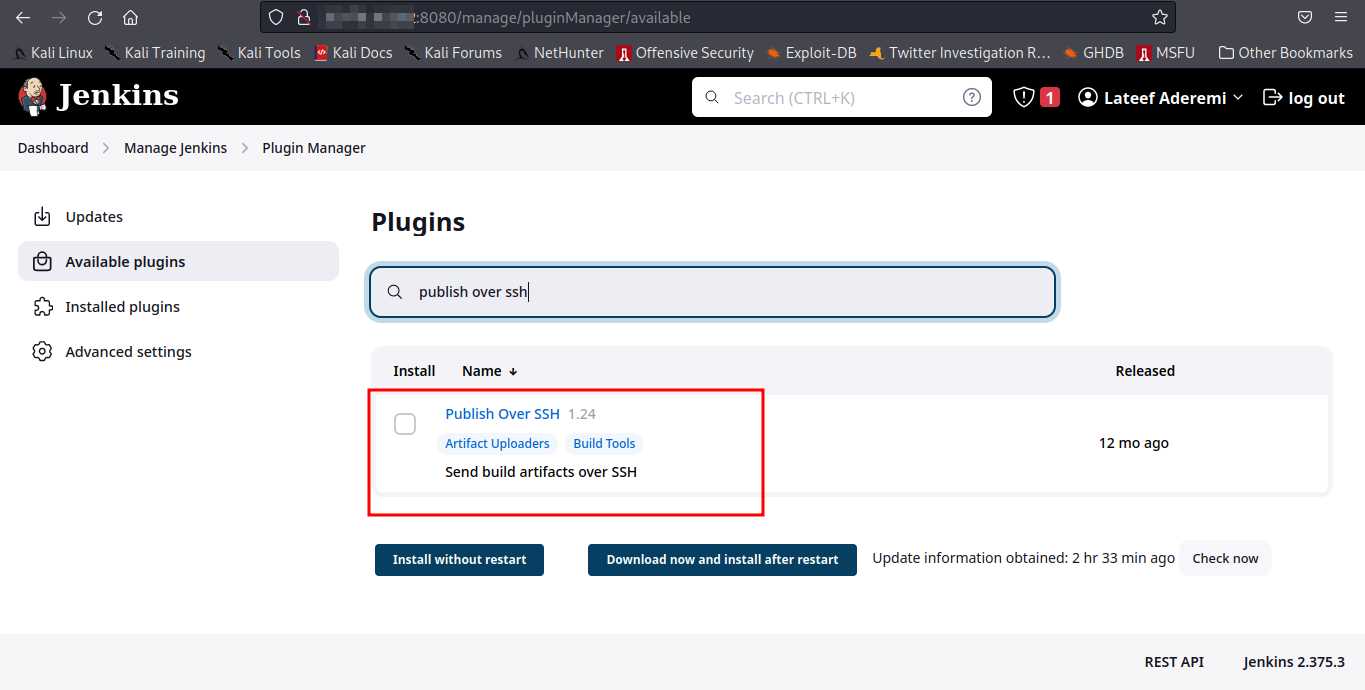 :8080/manage/pluginManager/available
Kali Linux Kali Training Kali Tools Kali Docs Kali Forums NetHunter Offensive Security Exploit-DB Twitter Investigation R... GHDB MSFU Other Bookmarks
Jenkins Search (CTRL+K) 1 Lateef Aderemi log out
Dashboard Manage Jenkins Plugin Manager
Updates
Available plugins
Installed plugins
Advanced settings
Plugins
publish over ssh
Install Name ↓ Released
Publish Over SSH 1.24
Artifact Uploaders Build Tools
12 mo ago
Send build artifacts over SSH
Install without restart Download now and install after restart Update information obtained: 2 hr 33 min ago Check now
REST API Jenkins 2.375.3